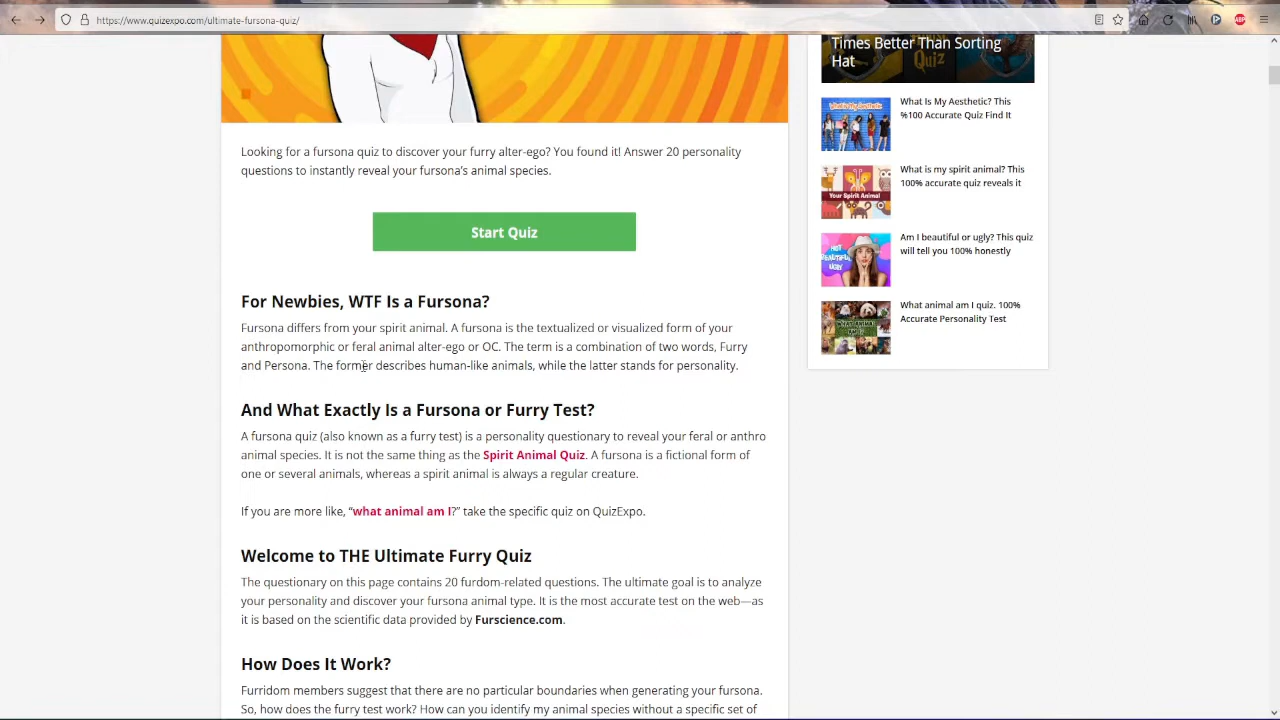 https://www.quizexpo.com/ultimate-fursona-quiz/
Looking for a fursona quiz to discover your furry alter-ego? You found it! Answer 20 personality
questions to instantly reveal your fursona's animal species.
Start Quiz
For Newbies, WTF Is a Fursona?
Fursona differs from your spirit animal. A fursona is the textualized or visualized form of your
anthropomorphic or feral animal alter-ego or OC. The term is a combination of two words, Furry
and Persona. The former describes human-like animals, while the latter stands for personality.
And What Exactly Is a Fursona or Furry Test?
A fursona quiz (also known as a furry test) is a personality questionary to reveal your feral or anthro
animal species. It is not the same thing as the Spirit Animal Quiz. A fursona is a fictional form of
one or several animals, whereas a spirit animal is always a regular creature.
If you are more like, “what animal am I?” take the specific quiz on QuizExpo.
Welcome to THE Ultimate Furry Quiz
The questionary on this page contains 20 furdom-related questions. The ultimate goal is to analyze
your personality and discover your fursona animal type. It is the most accurate test on the web—as
it is based on the scientific data provided by Furscience.com.
How Does It Work?
Furridom members suggest that there are no particular boundaries when generating your fursona.
So, how does the furry test work? How can you identify my animal species without a specific set of
Times Better Than Sorting
Hat
Quiz
What Is My Aesthetic? This
%100 Accurate Quiz Find It
What is my spirit animal? This
100% accurate quiz reveals it
Your Spirit Animal
Am I beautiful or ugly? This quiz
will tell you 100% honestly
What animal am I quiz. 100%
Accurate Personality Test
ABP